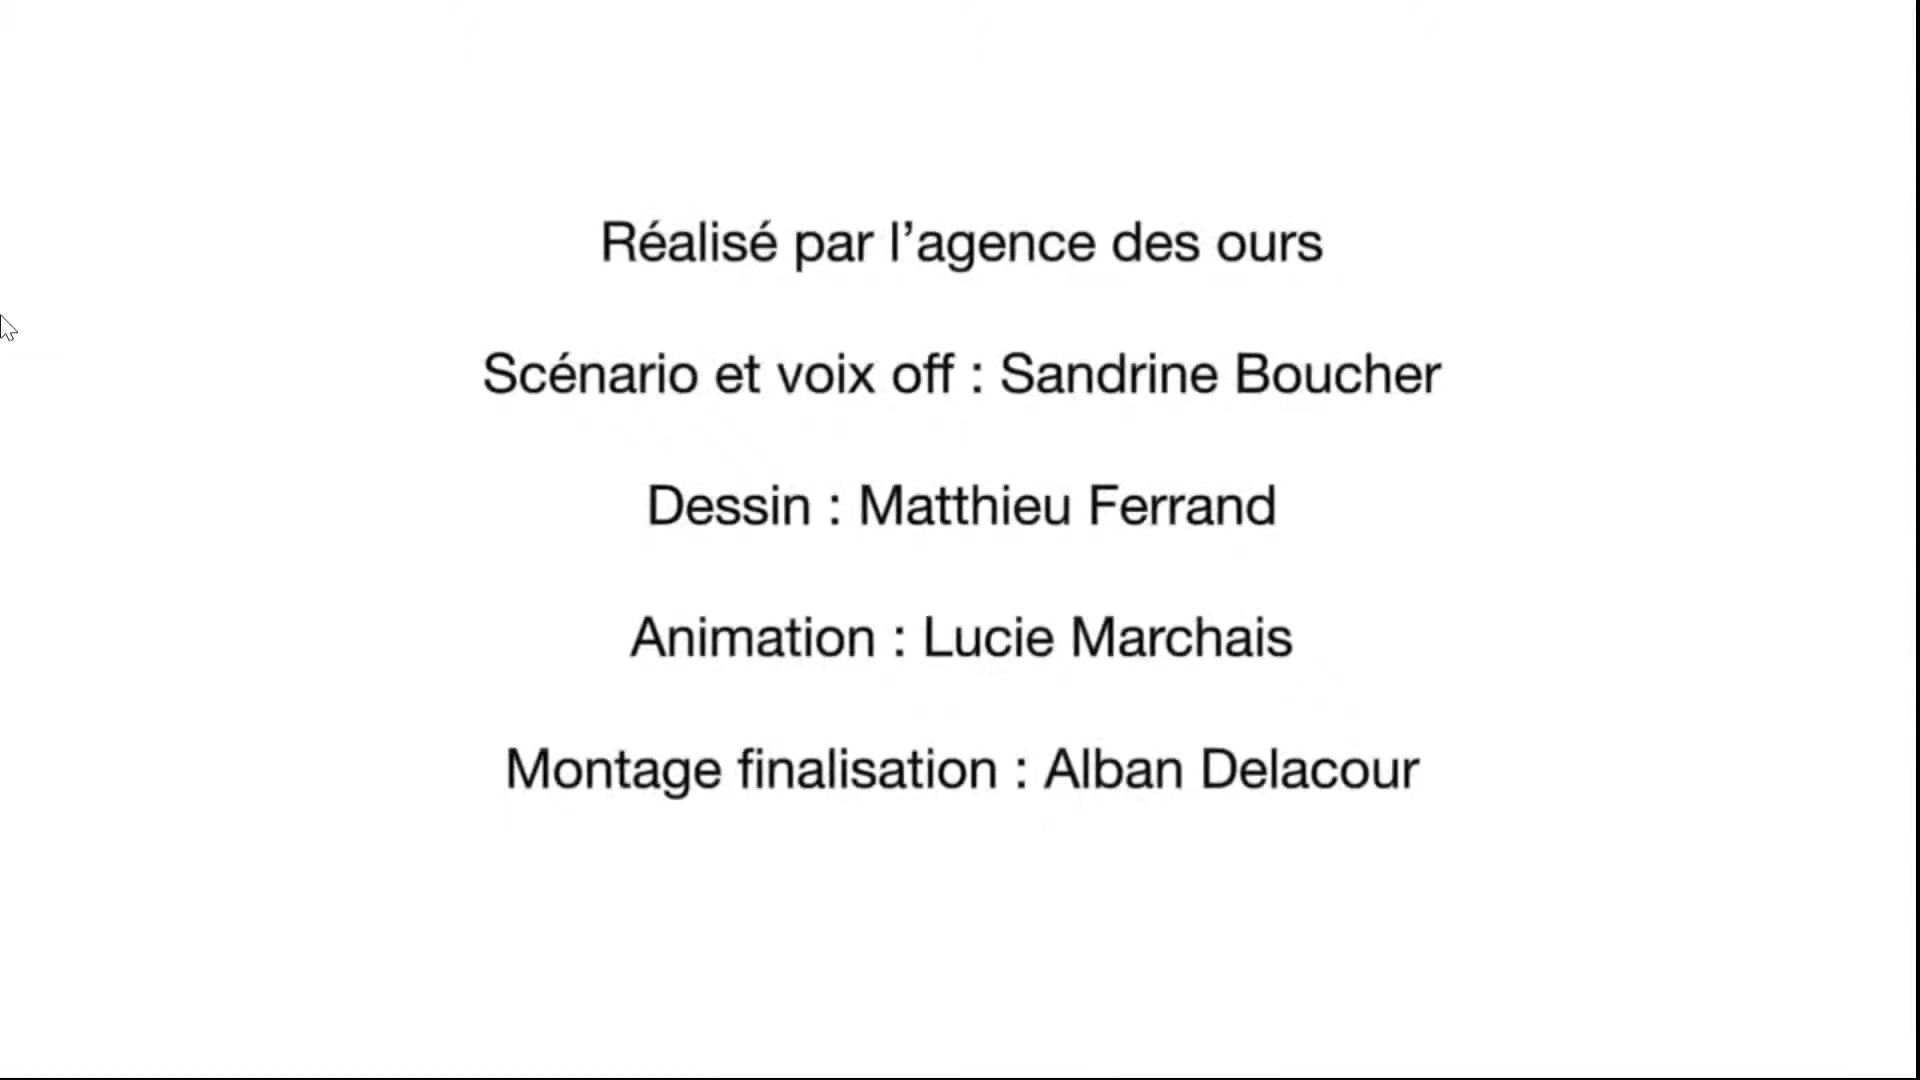 Réalisé par l’agence des ours
Scénario et voix off : Sandrine Boucher
Dessin : Matthieu Ferrand
Animation : Lucie Marchais
Montage finalisation : Alban Delacour